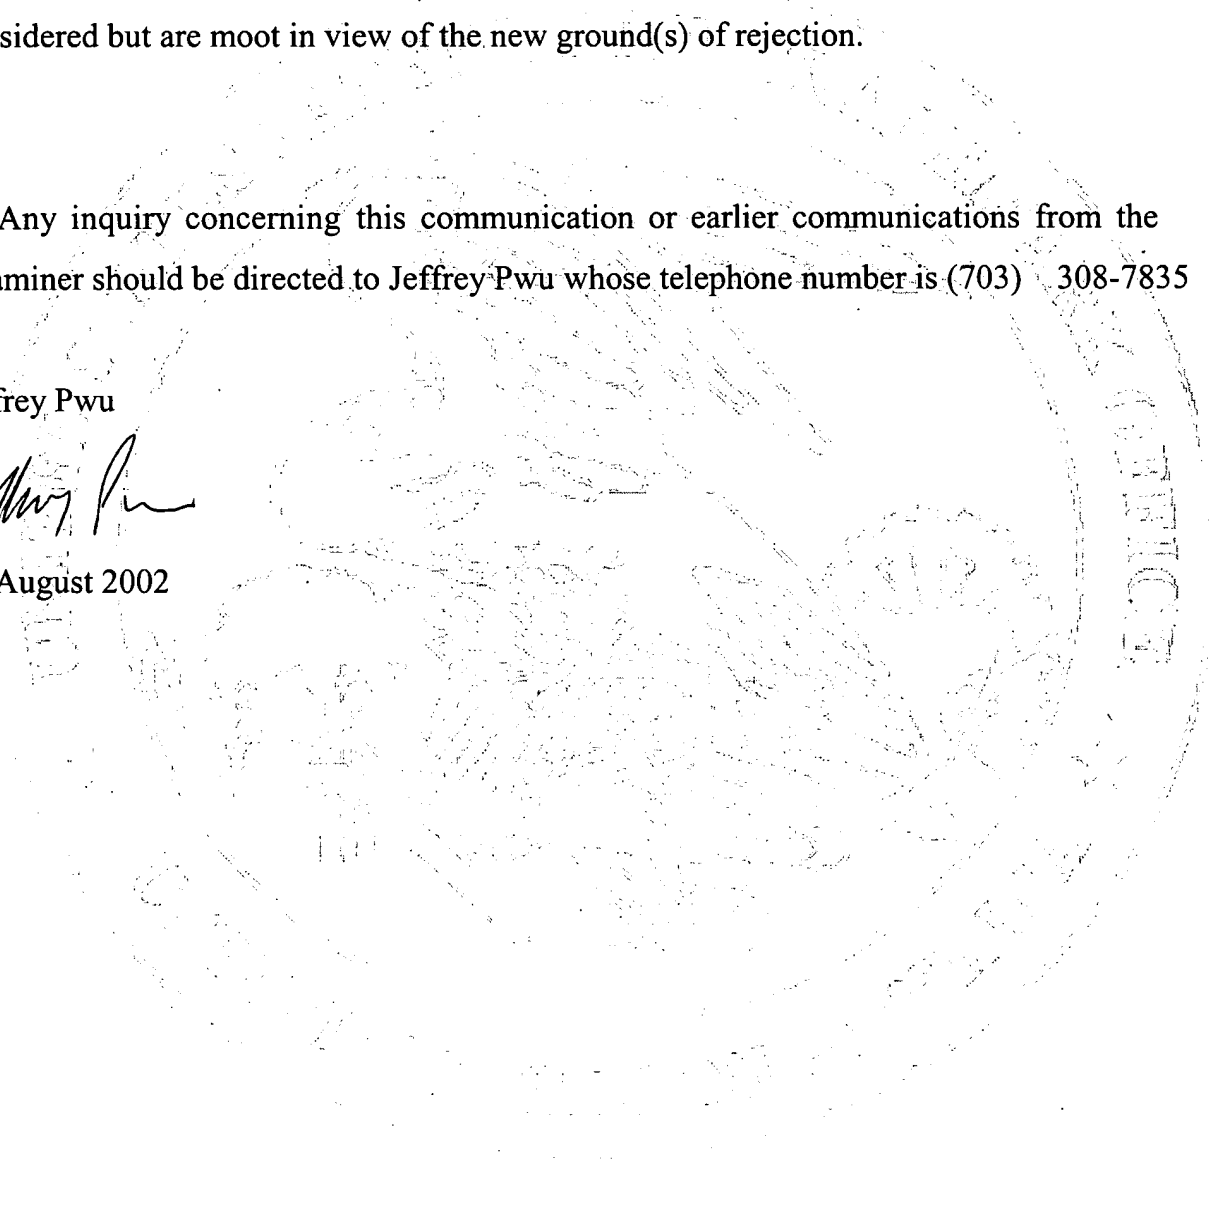 sidered but are moot in view of the new ground(s) of rejection.
Any inquiry concerning this communication or earlier communications from the
miner should be directed to Jeffrey Pwu whose telephone number is (703) 308-7835
frey Pwu
August 2002